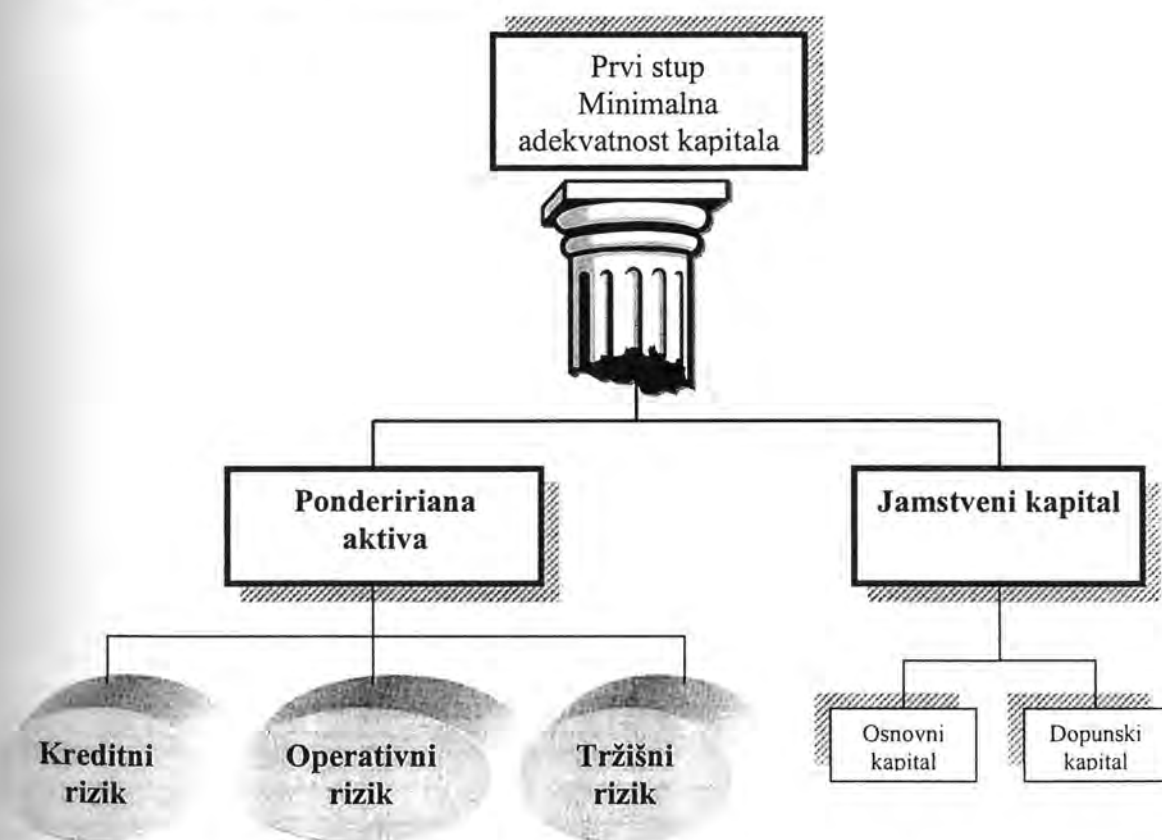 Prvi stup
Minimalna
adekvatnost kapitala
Pondeririana
aktiva
Jamstveni kapital
Kreditni
rizik
Operativni
rizik
Tržišni
rizik
Osnovni
kapital
Dopunski
kapital